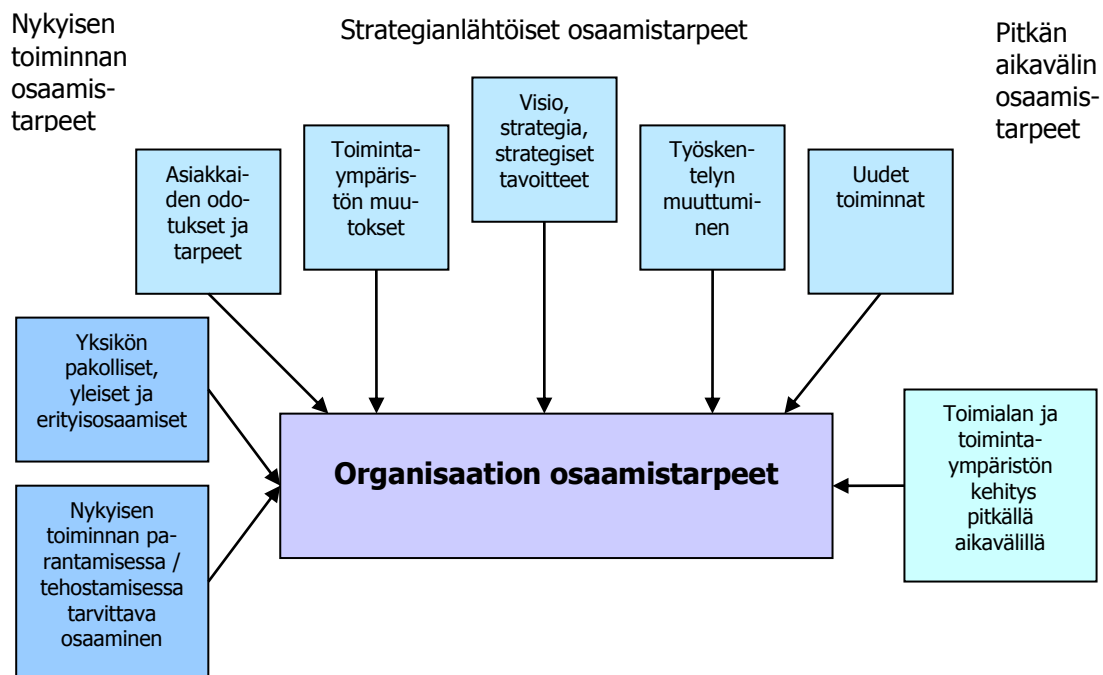 Nykyisen
toiminnan
osaamis-
tarpeet
Strategianlähtöiset osaamistarpeet
Pitkän
aikavälin
osaamis-
tarpeet
Asiakkai-
den odo-
tukset ja
tarpeet
Toiminta-
ympäris-
tön muu-
tokset
Visio,
strategia,
strategiset
tavoitteet
Työsken-
telyn
muuttumi-
nen
Uudet
toiminnat
Yksikön
pakolliset,
yleiset ja
erityisosaamiset
Nykyisen
toiminnan pa-
rantamisessa /
tehostamisessa
tarvittava
osaaminen
Organisaation osaamistarpeet
Toimialan ja
toiminta-
ympäristön
kehitys
pitkällä
aikavälillä